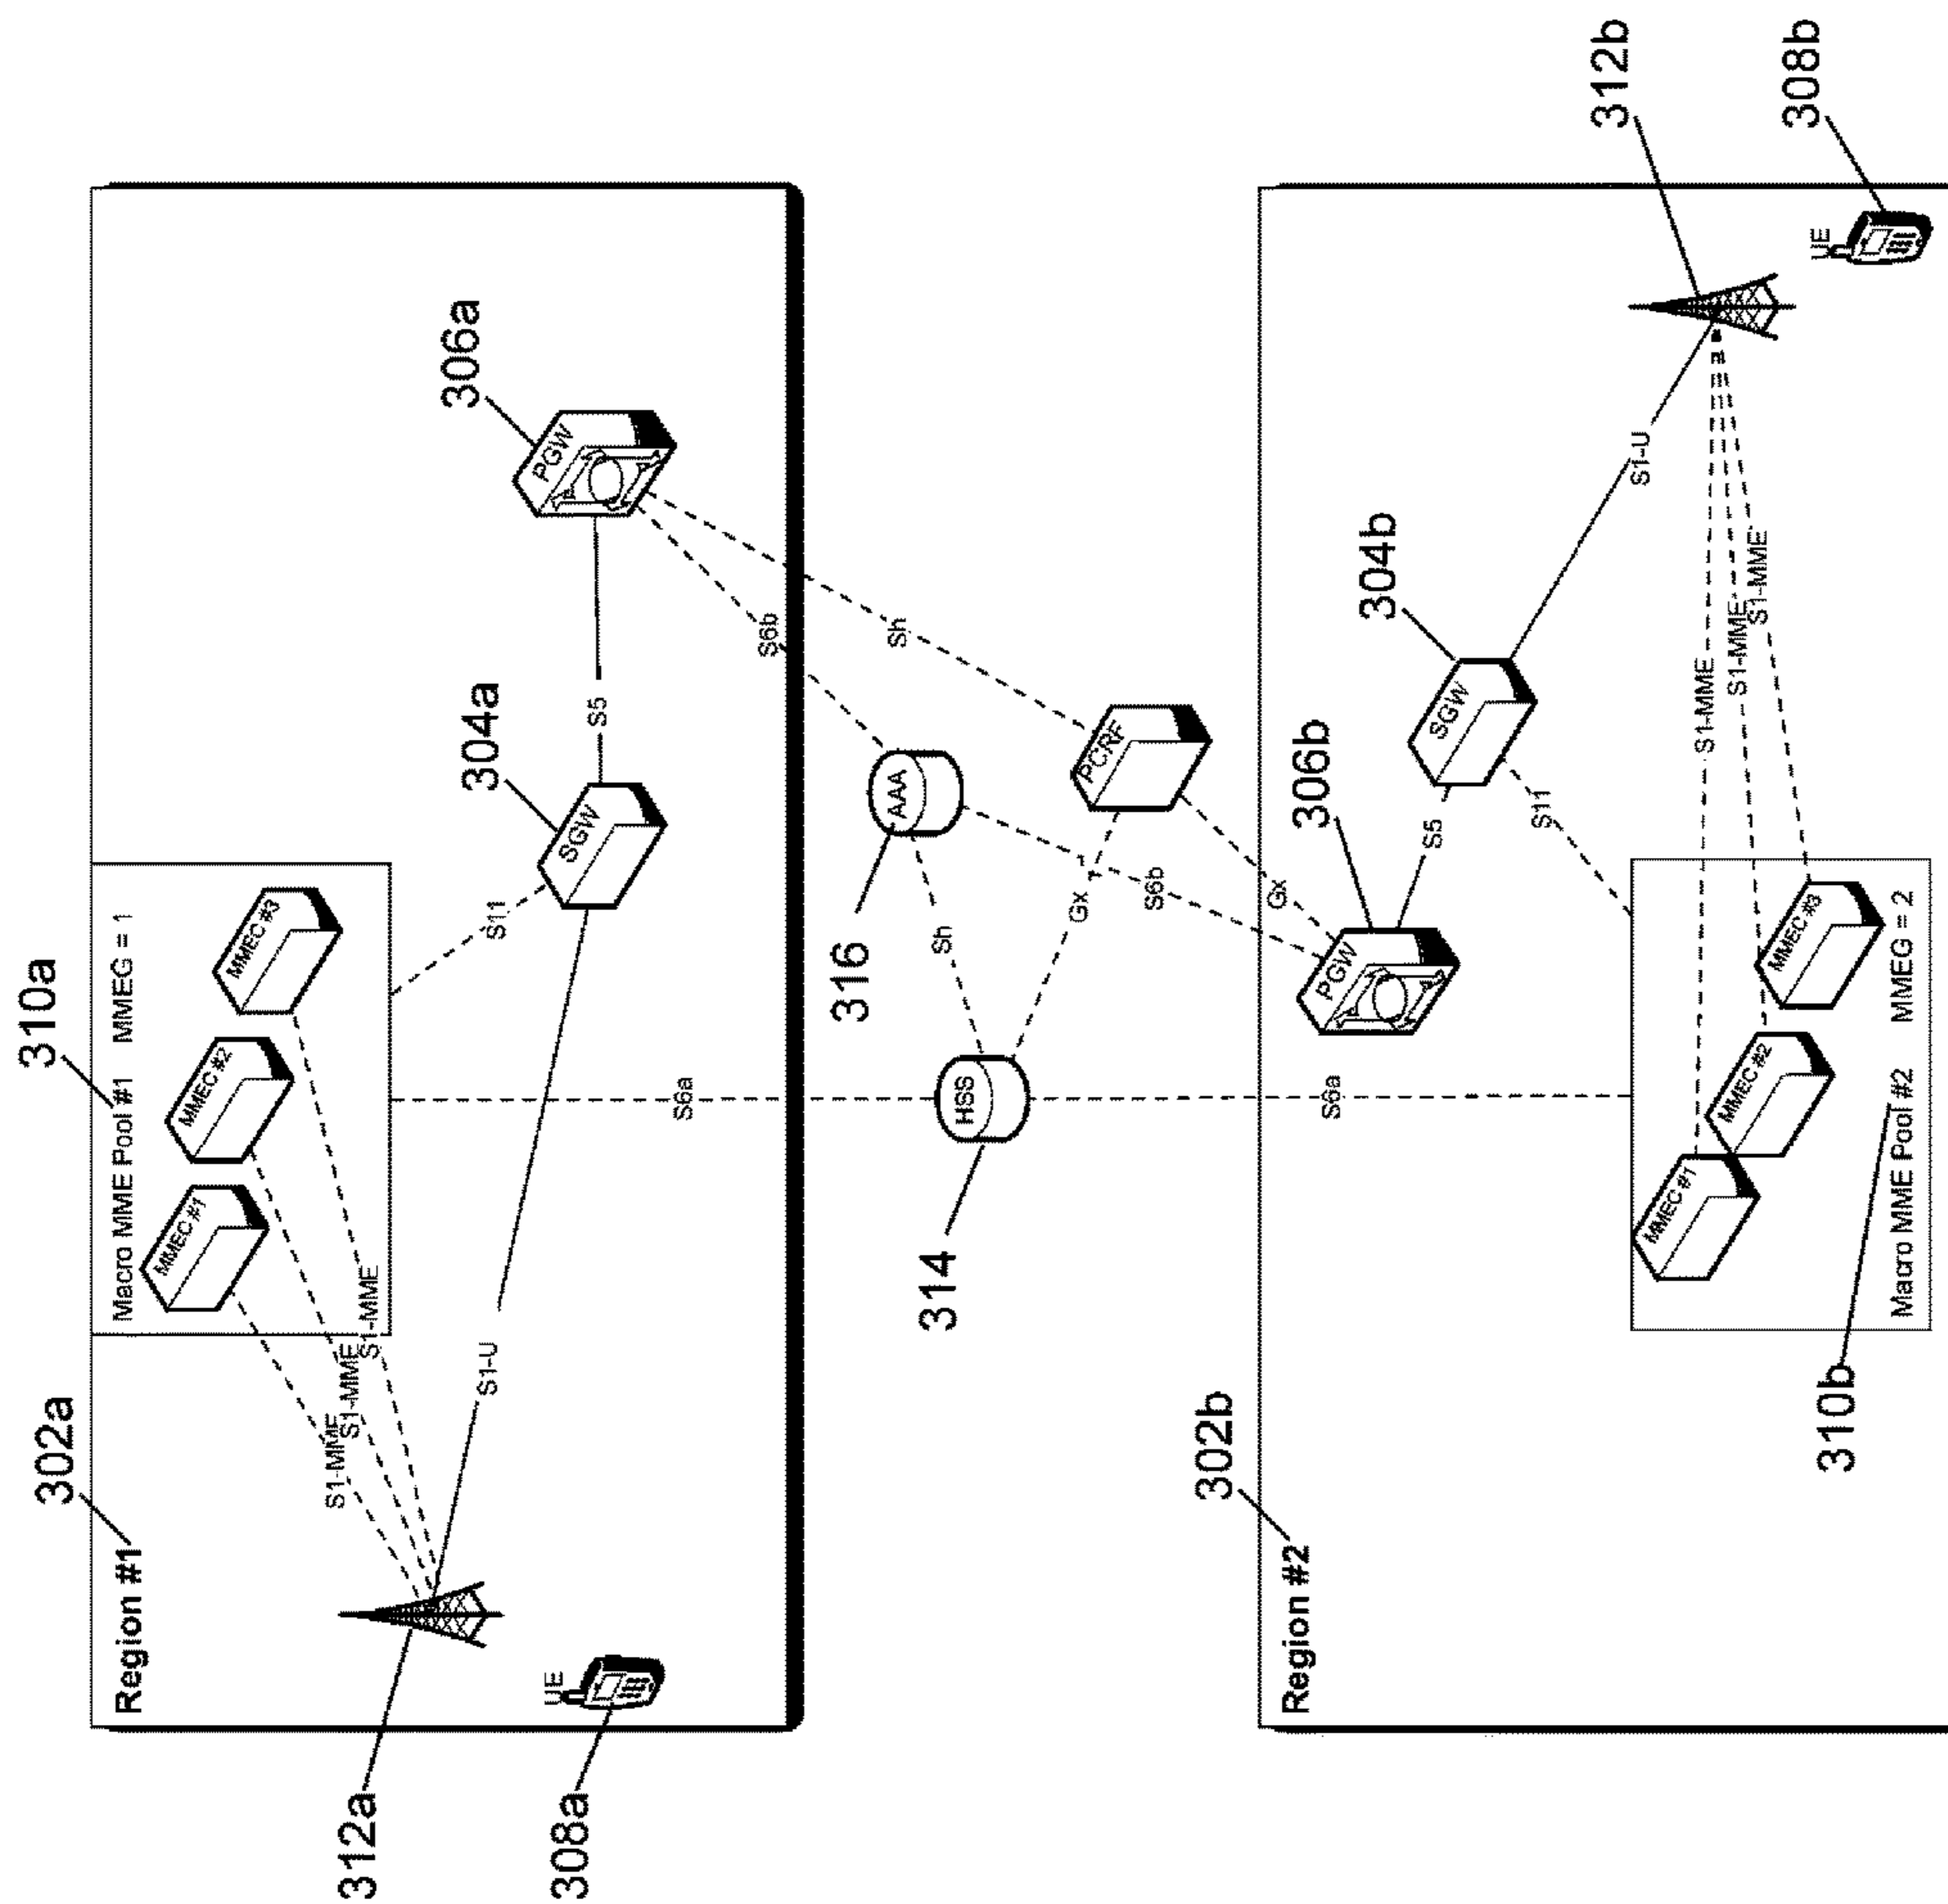 302a
Region #1
310a
Macro MME Pool #1 MMEG = 1
MMEC #1
MMEC #2
MMEC #3
S1-MME
S1-MME
S1-MME
312a
UE
308a
S1-U
S11
304a
SGW
S5
306a
PGW
S6a
S6b
Sh
316
AAA
314
HSS
Sh
Gx
PCRF
S6b
Gx
S6a
302b
Region #2
306b
PGW
S5
304b
SGW
S11
S1-U
312b
UE
308b
S1-MME
S1-MME
S1-MME
MMEC #1
MMEC #2
MMEC #3
Macro MME Pool #2 MMEG = 2
310b